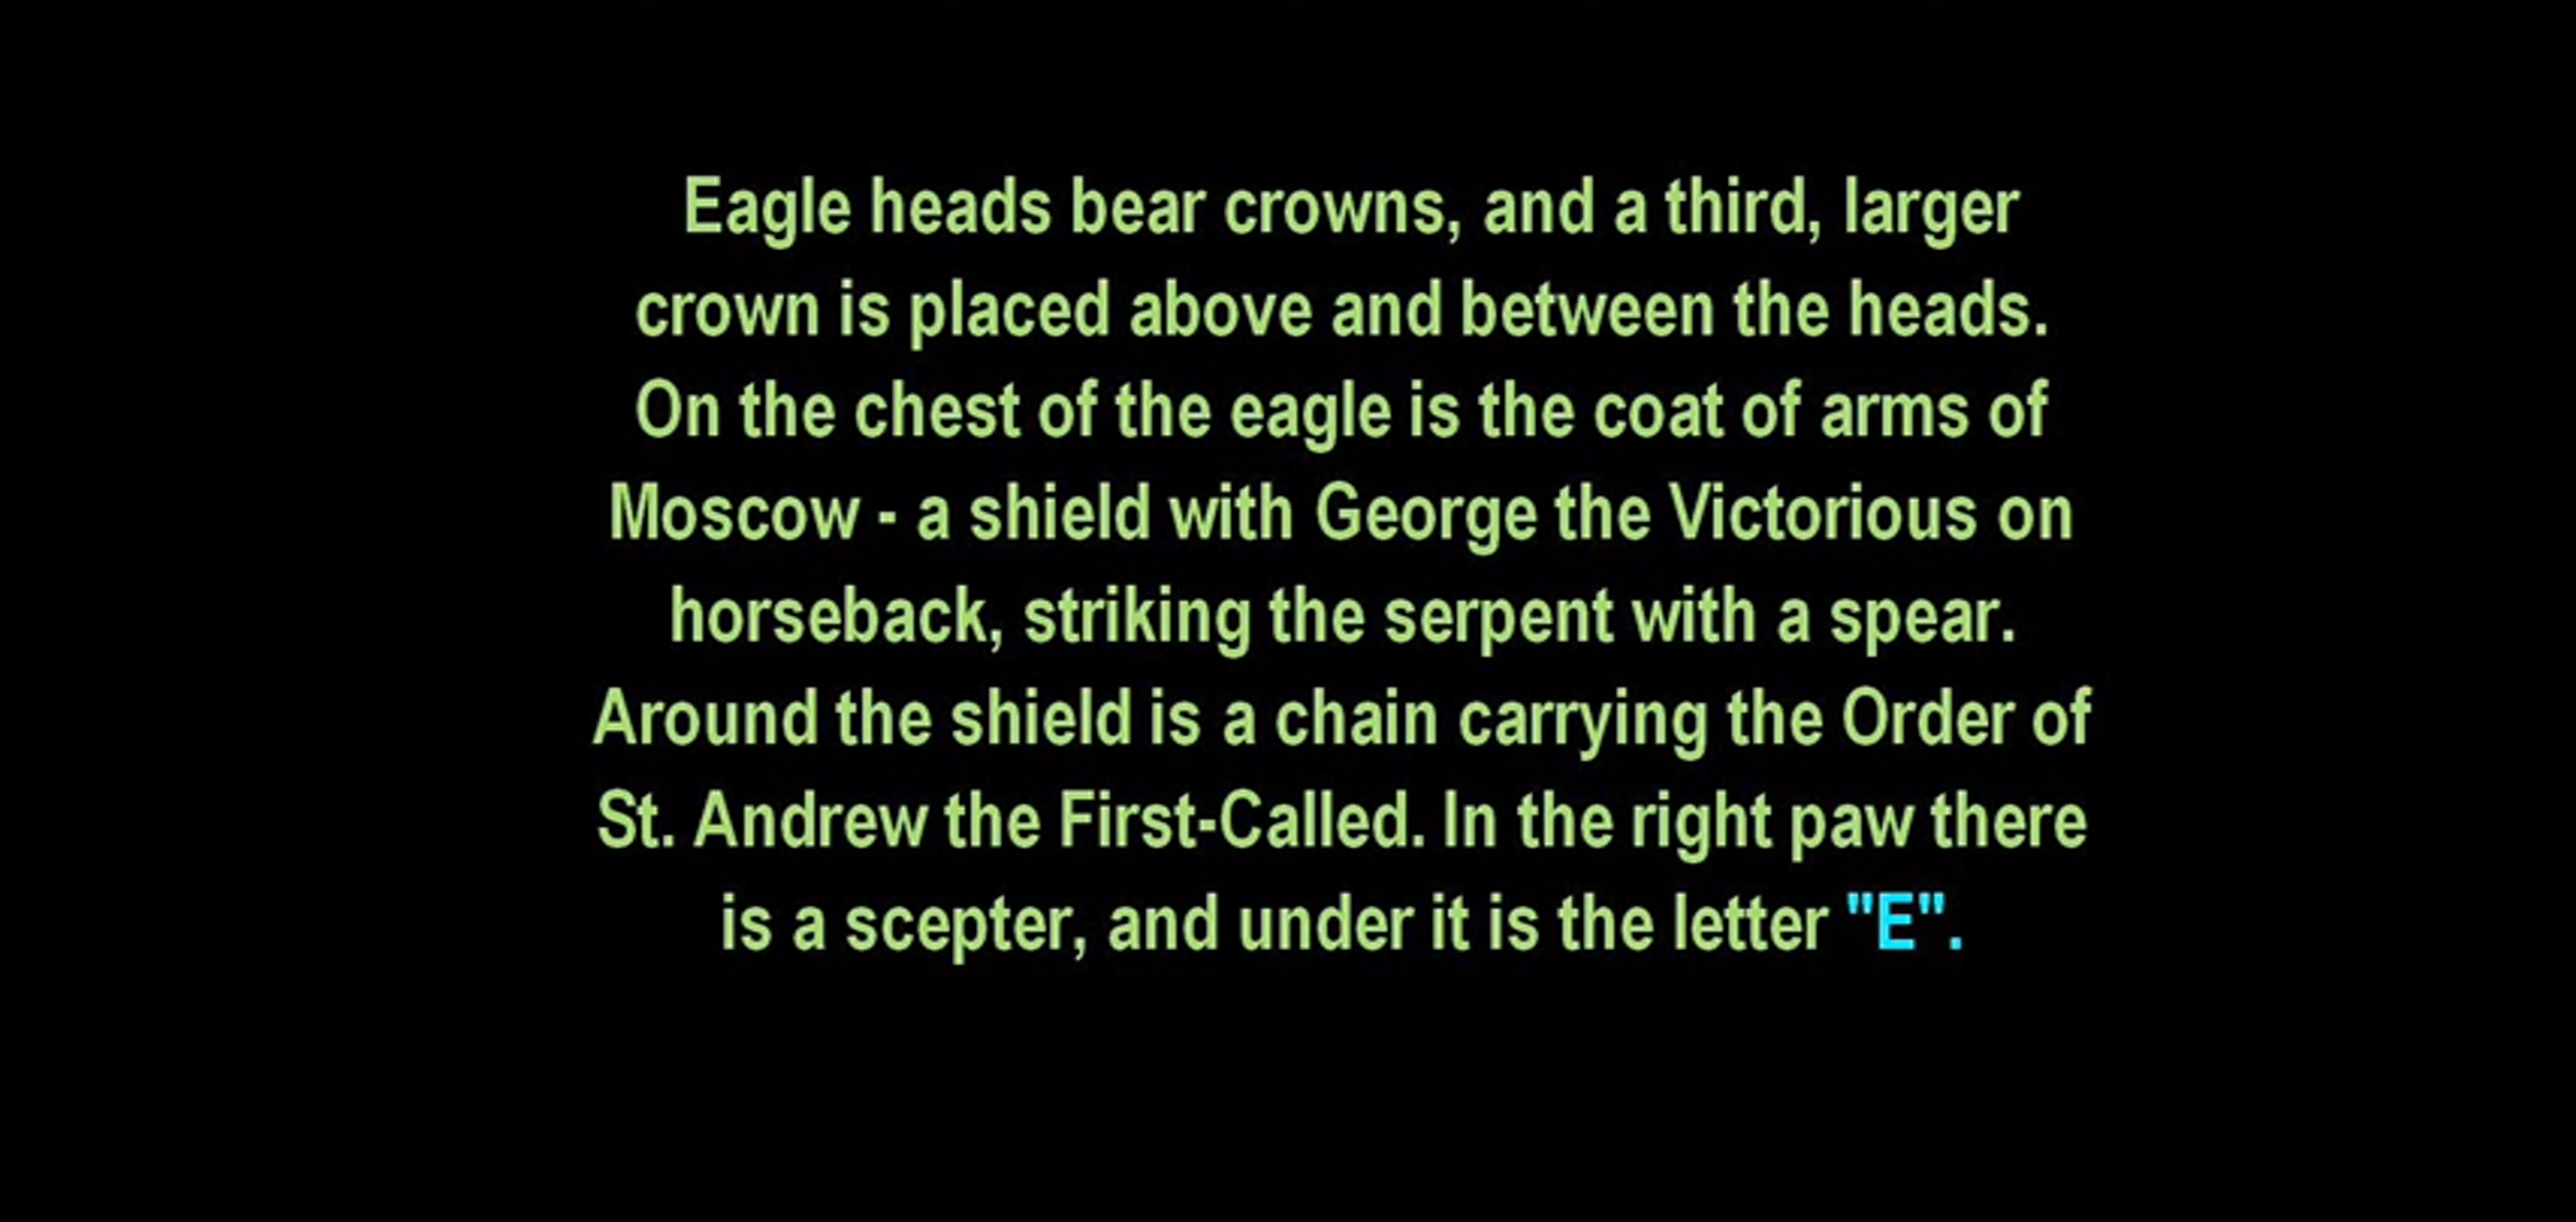 Eagle heads bear crowns, and a third, larger
crown is placed above and between the heads.
On the chest of the eagle is the coat of arms of
Moscow - a shield with George the Victorious on
horseback, striking the serpent with a spear.
Around the shield is a chain carrying the Order of
St. Andrew the First-Called. In the right paw there
is a scepter, and under it is the letter "E".